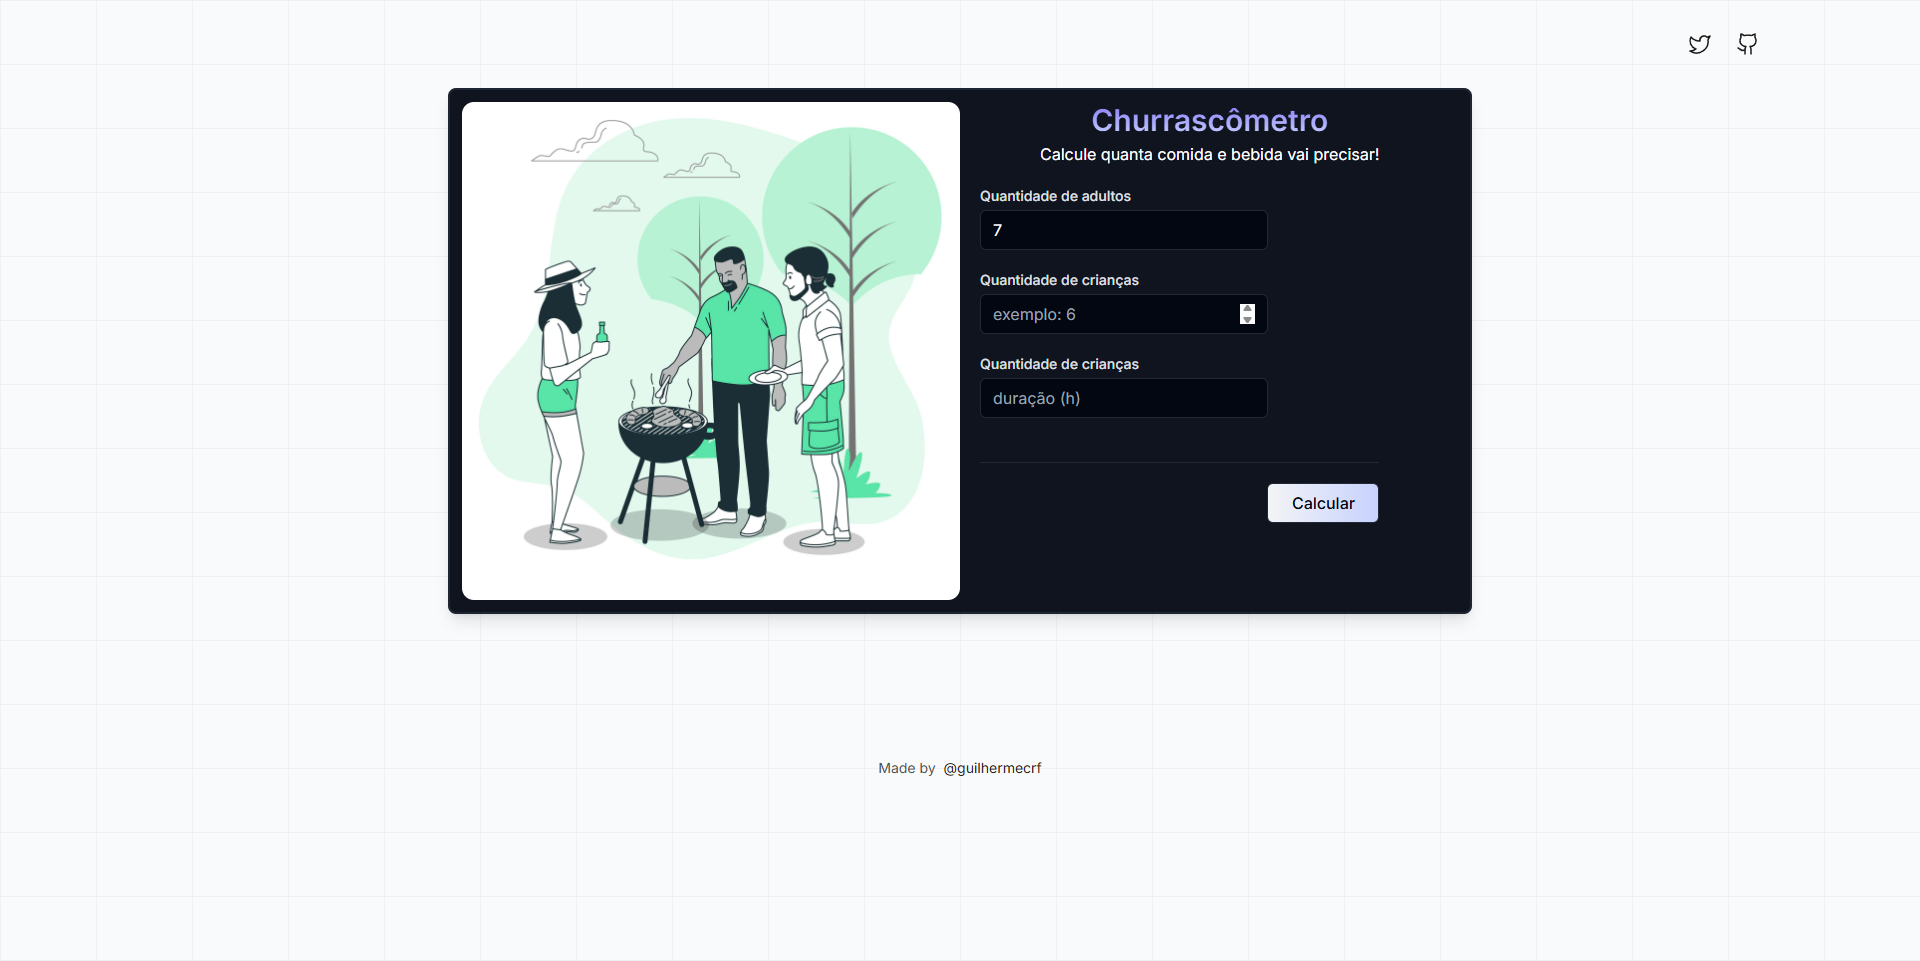 Churrascômetro
Calcule quanta comida e bebida vai precisar!
Quantidade de adultos
7
Quantidade de crianças
exemplo: 6
Quantidade de crianças
duração (h)
Calcular
Made by @guilhermecrf